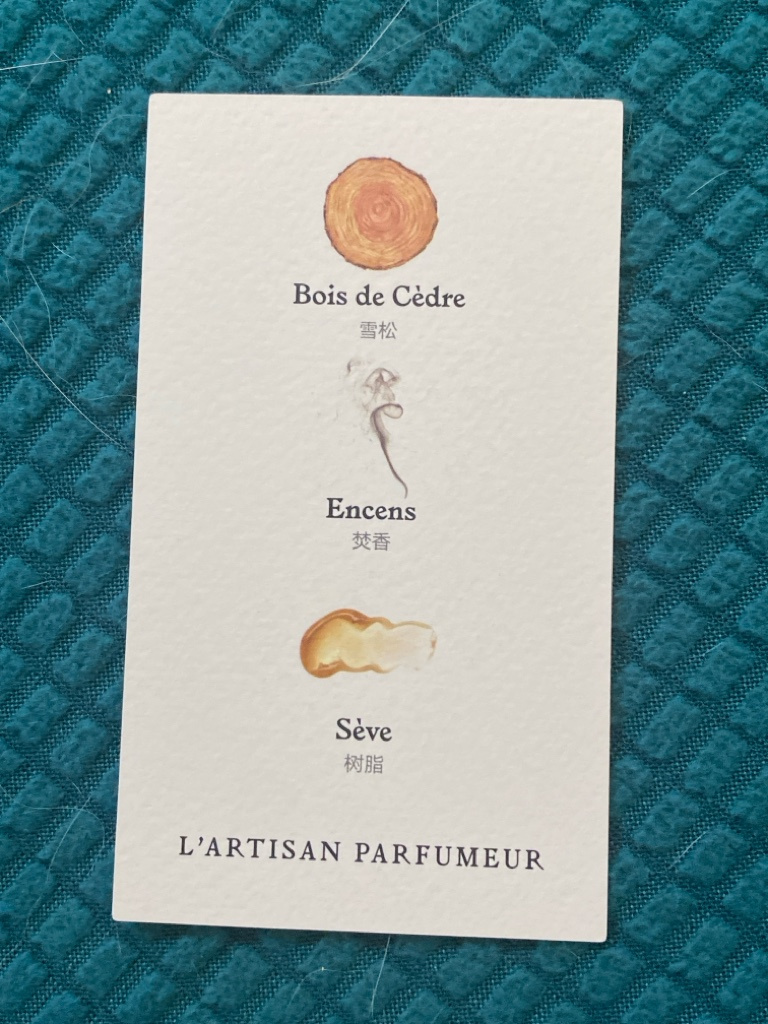 Bois de Cèdre
雪松
Encens
焚香
Sève
树脂
L'ARTISAN PARFUMEUR